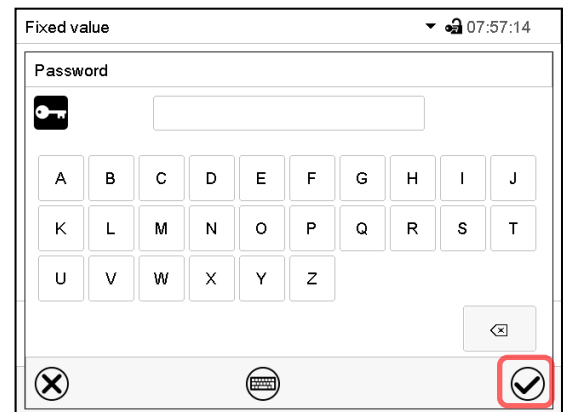 Fixed value 07:57:14
Password
A B C D E F G H I J
K L M N O P Q R S T
U V W X Y Z